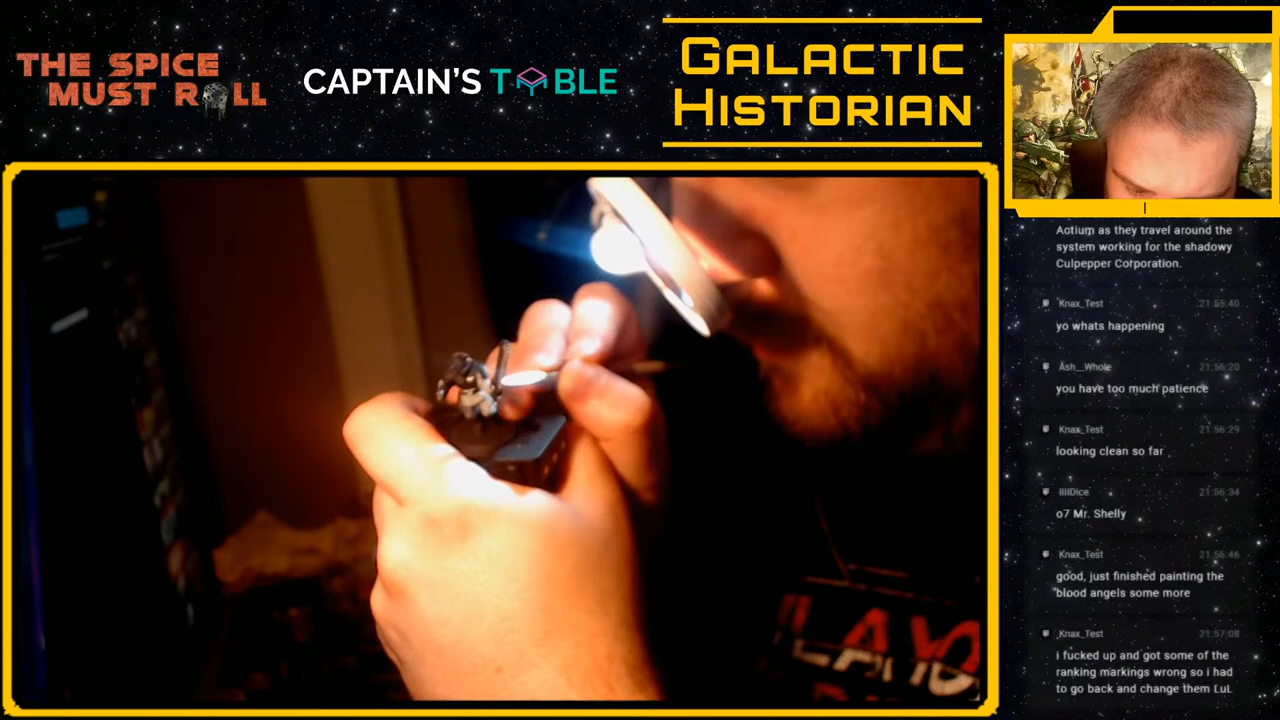 THE SPICE
MUST ROLL
CAPTAIN'S TABLE
GALACTIC
HISTORIAN
Actium as they travel around the
system working for the shadowy
Culpepper Corporation.
Knax_Test 21:55:40
yo whats happening
Ash__Whole 21:56:20
you have too much patience
Knax_Test 21:56:29
looking clean so far
IIIIDice 21:56:34
o7 Mr. Shelly
Knax_Test 21:56:46
good, just finished painting the
blood angels some more
Knax_Test 21:57:08
i fucked up and got some of the
ranking markings wrong so i had
to go back and change them LuL